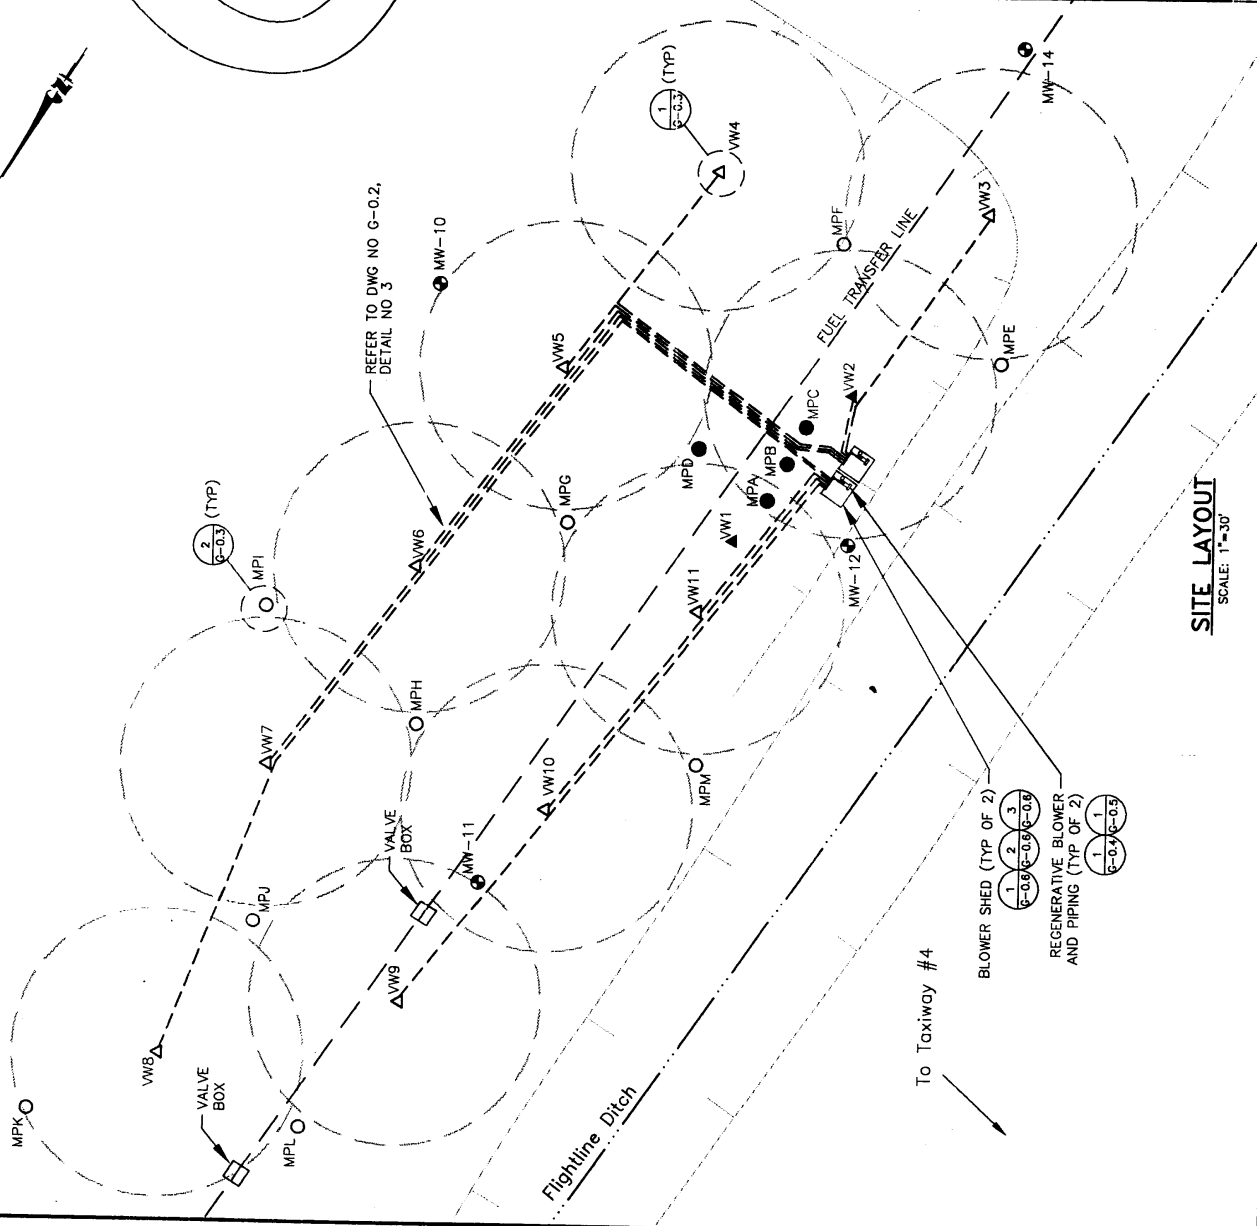 N
1
G-0.3
(TYP)
VW4
MW-14
REFER TO DWG NO G-0.2,
DETAIL NO 3
MW-10
VW3
MPF
FUEL TRANSFER LINE
VW5
MPE
VW2
MPC
MPD
MPB
MPA
MPG
VW1
2
G-0.3
(TYP)
MPI
VW6
VW11
MW-12
SITE LAYOUT
SCALE: 1"=30'
MPH
VW7
VW10
MPM
VALVE
BOX
MW-11
BLOWER SHED (TYP OF 2)
1
G-0.6
2
G-0.6
3
G-0.6
REGENERATIVE BLOWER
AND PIPING (TYP OF 2)
1
G-0.4
1
G-0.5
MPJ
VW9
To Taxiway #4
VW8
VALVE
BOX
MPK
MPL
Flightline Ditch